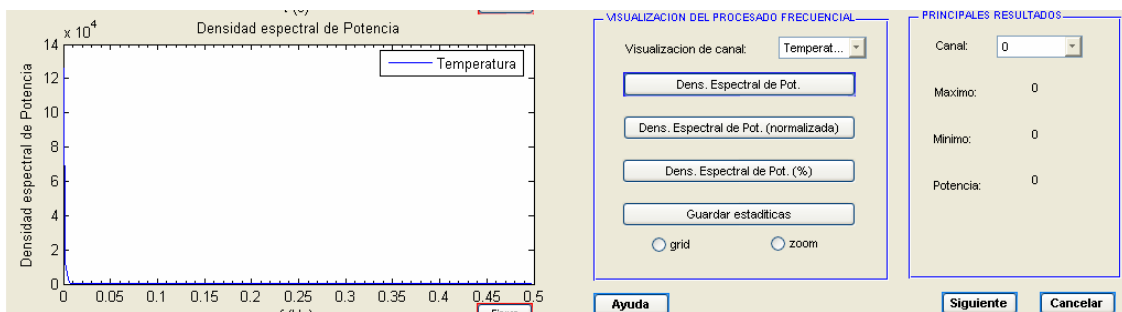 Densidad espectral de Potencia
x 10^4
14
12
10
8
6
4
2
0
Densidad espectral de Potencia
Temperatura
0 0.05 0.1 0.15 0.2 0.25 0.3 0.35 0.4 0.45 0.5
VISUALIZACION DEL PROCESADO FRECUENCIAL
Visualizacion de canal: Temperat...
Dens. Espectral de Pot.
Dens. Espectral de Pot. (normalizada)
Dens. Espectral de Pot. (%)
Guardar estaditicas
grid zoom
Ayuda
PRINCIPALES RESULTADOS
Canal: 0
Maximo: 0
Minimo: 0
Potencia: 0
Siguiente Cancelar